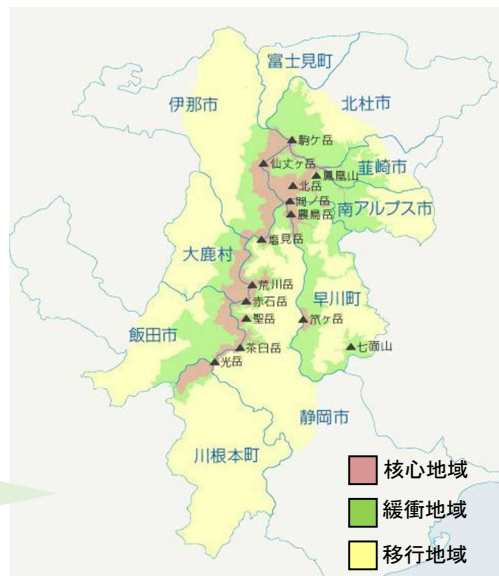 富士見町
伊那市
北杜市
▲駒ケ岳
▲仙丈ヶ岳
韮崎市
▲鳳凰山
▲北岳
▲間ノ岳
南アルプス市
▲農鳥岳
▲塩見岳
大鹿村
▲荒川岳
早川町
▲赤石岳
▲聖岳
▲笊ヶ岳
飯田市
▲茶臼岳
▲七面山
▲光岳
静岡市
川根本町
核心地域
緩衝地域
移行地域